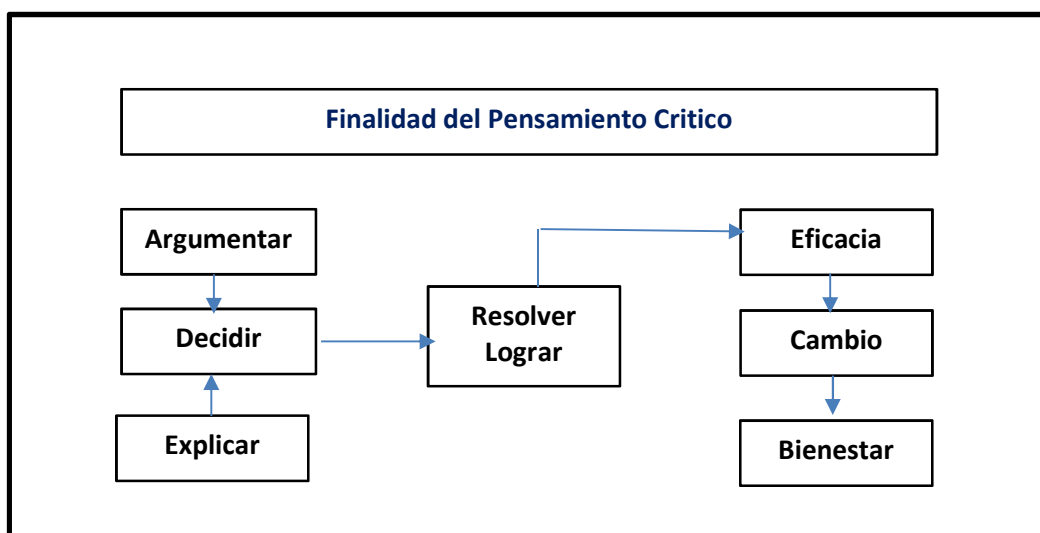 Finalidad del Pensamiento Critico
Argumentar
Decidir
Explicar
Resolver
Lograr
Eficacia
Cambio
Bienestar